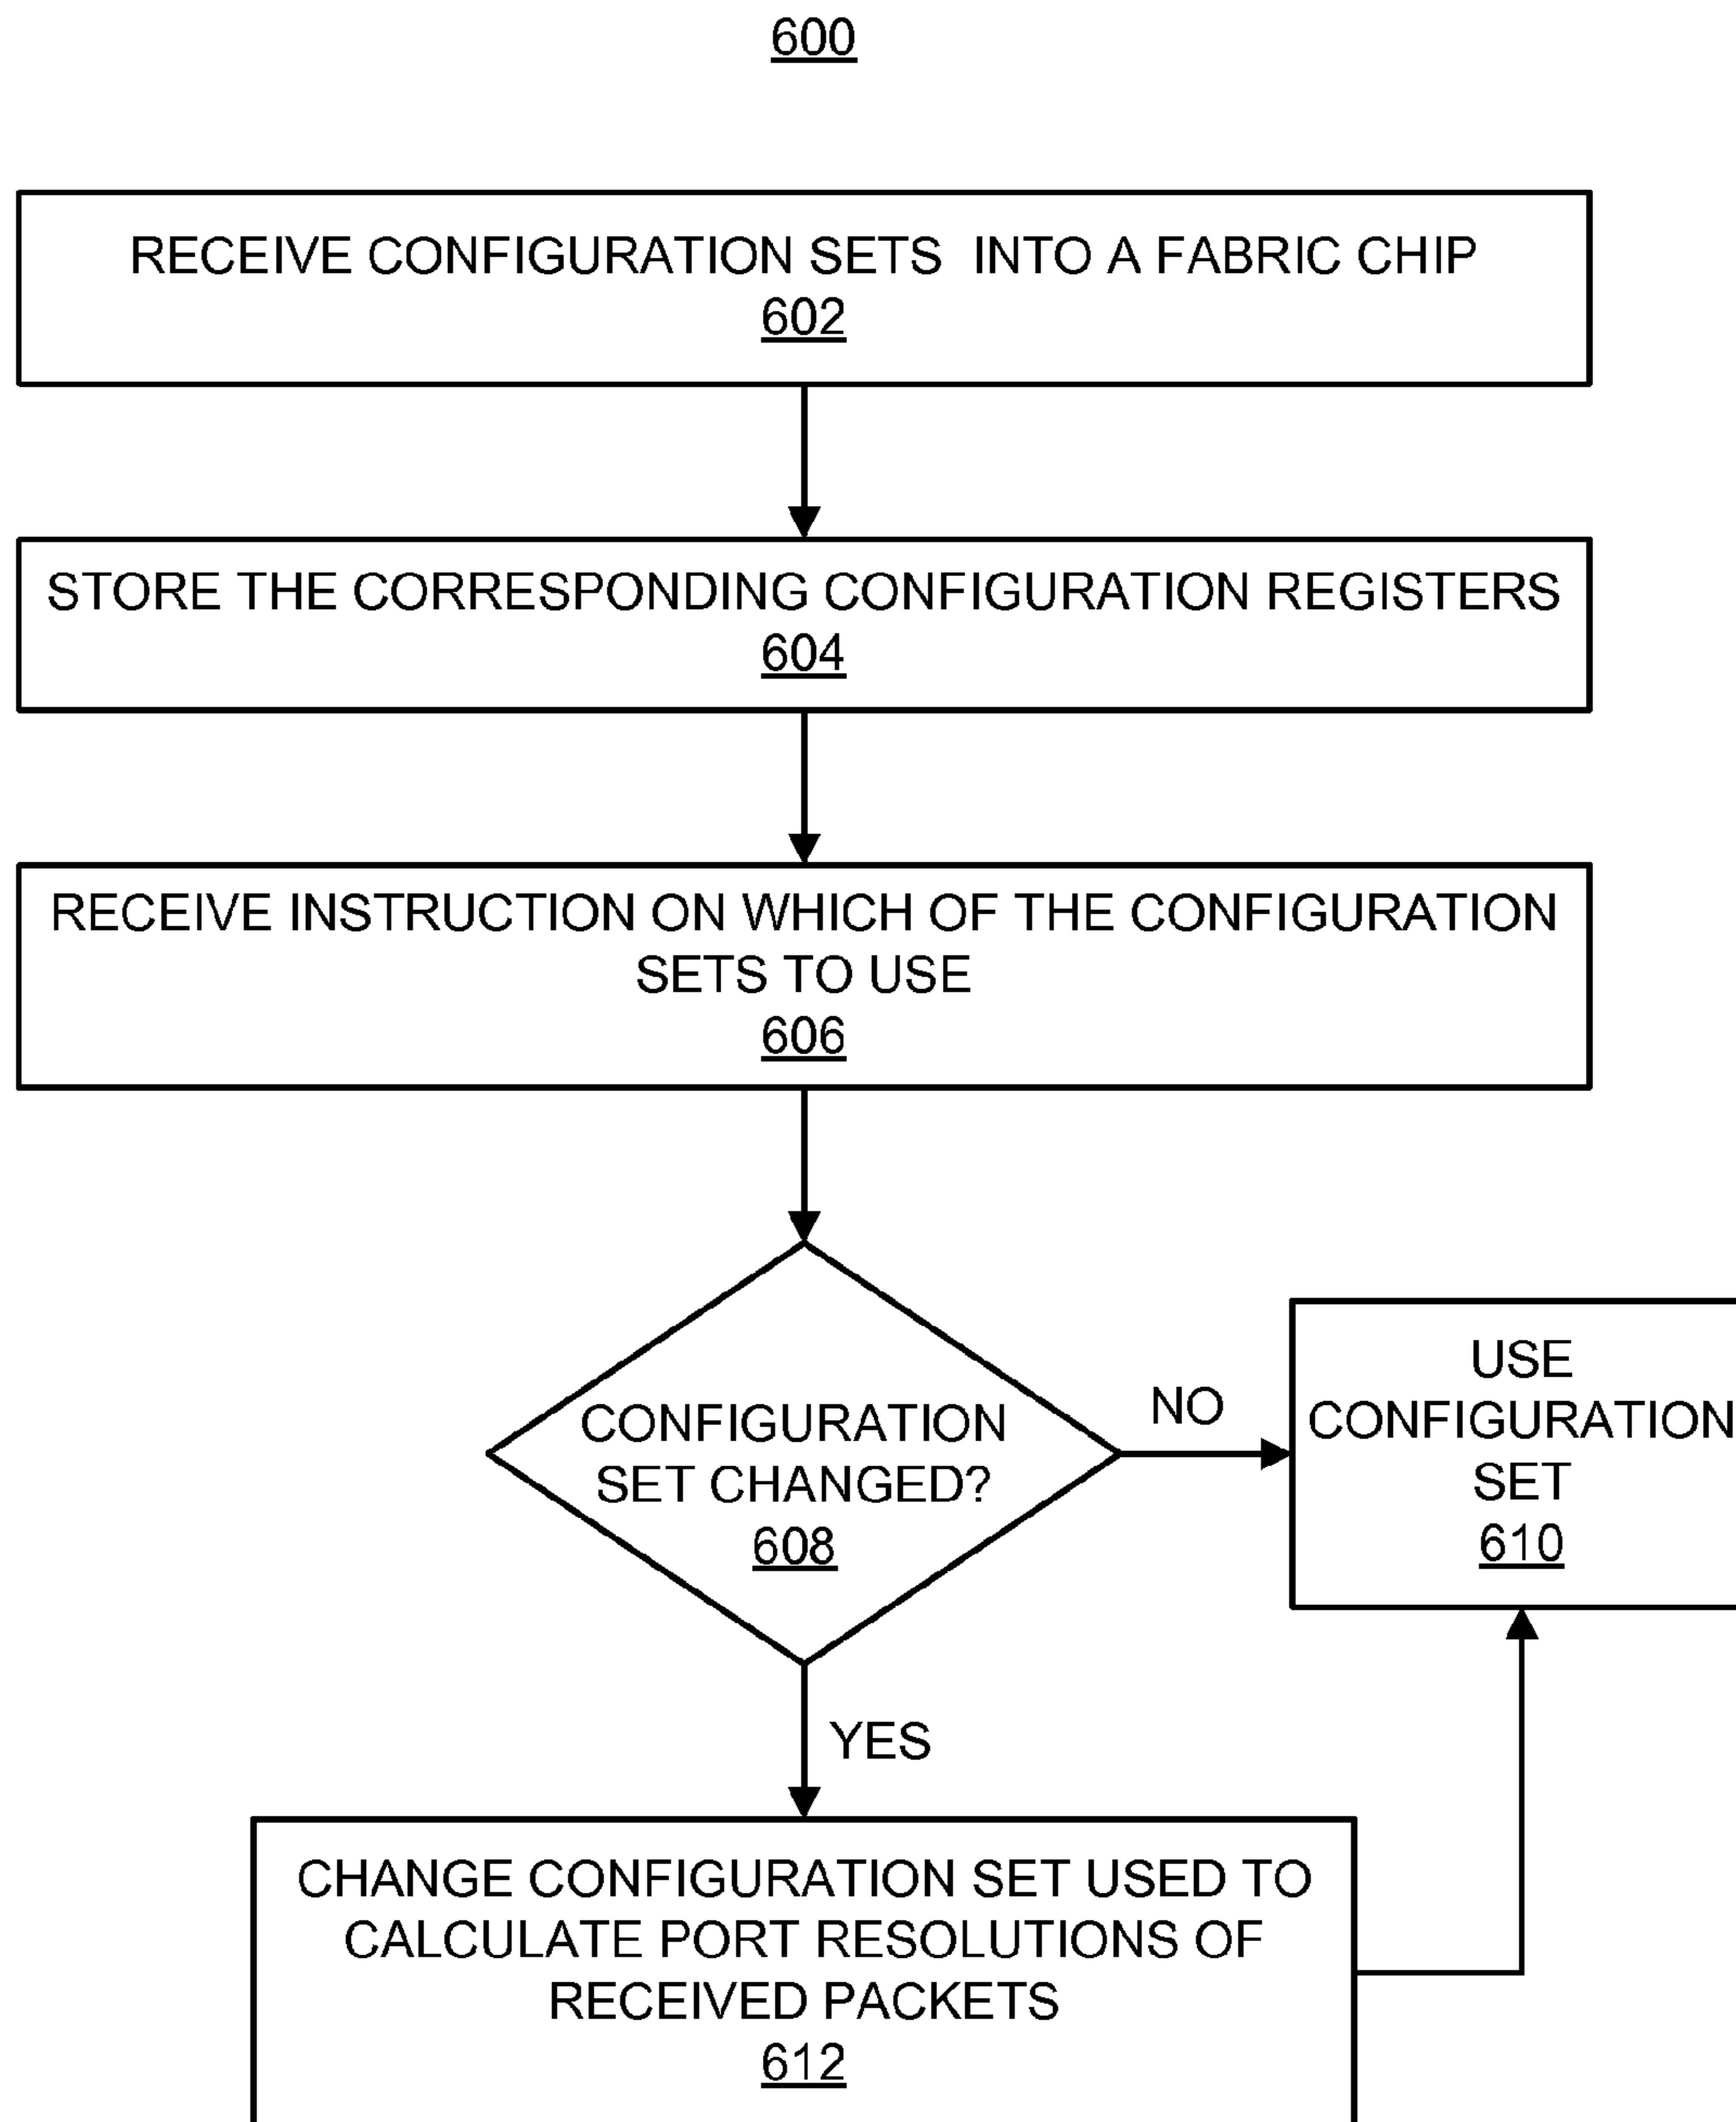 600
RECEIVE CONFIGURATION SETS INTO A FABRIC CHIP
602
STORE THE CORRESPONDING CONFIGURATION REGISTERS
604
RECEIVE INSTRUCTION ON WHICH OF THE CONFIGURATION
SETS TO USE
606
CONFIGURATION
SET CHANGED?
608
NO
USE
CONFIGURATION
SET
610
YES
CHANGE CONFIGURATION SET USED TO
CALCULATE PORT RESOLUTIONS OF
RECEIVED PACKETS
612